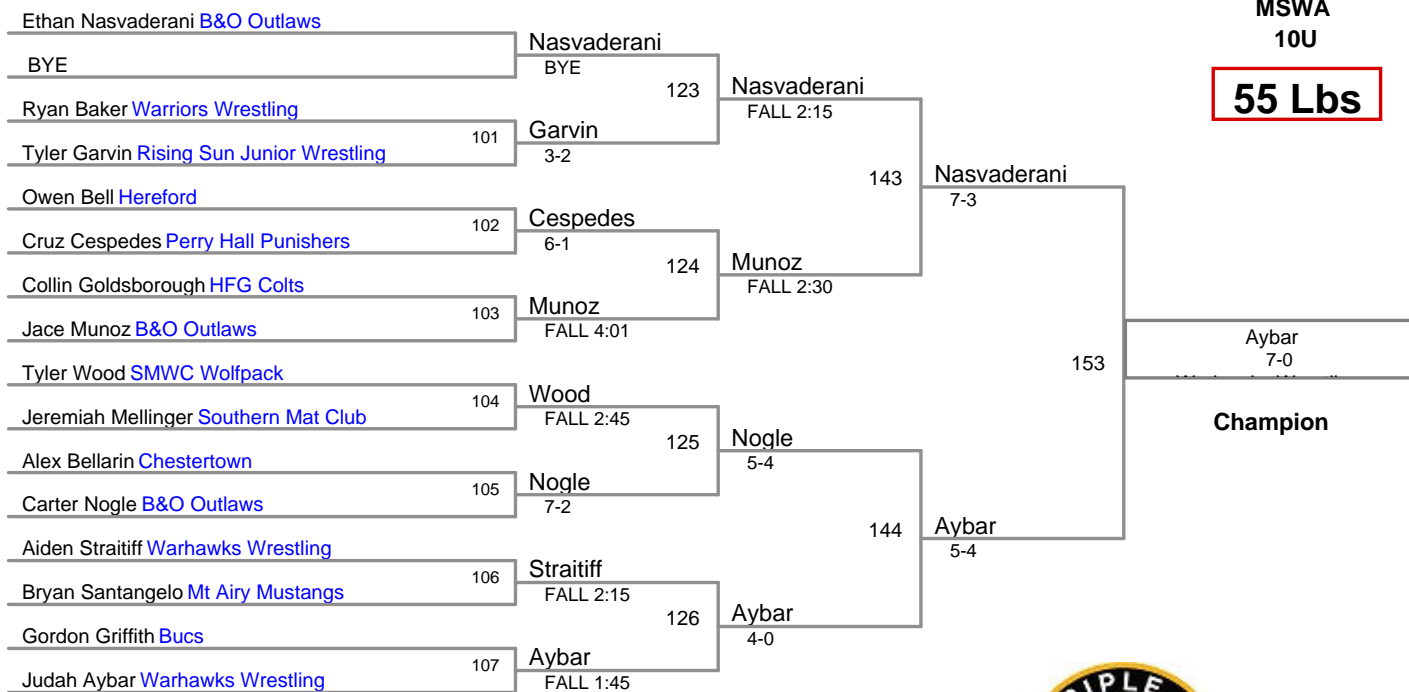 Ethan Nasvaderani B&O Outlaws
BYE
Ryan Baker Warriors Wrestling
Tyler Garvin Rising Sun Junior Wrestling
Owen Bell Hereford
Cruz Cespedes Perry Hall Punishers
Collin Goldsborough HFG Colts
Jace Munoz B&O Outlaws
Tyler Wood SMWC Wolfpack
Jeremiah Mellinger Southern Mat Club
Alex Bellarin Chestertown
Carter Nogle B&O Outlaws
Aiden Straitiff Warhawks Wrestling
Bryan Santangelo Mt Airy Mustangs
Gordon Griffith Bucs
Judah Aybar Warhawks Wrestling
101
102
103
104
105
106
107
Nasvaderani
BYE
Garvin
3-2
Cespedes
6-1
Munoz
FALL 4:01
Wood
FALL 2:45
Nogle
7-2
Straitiff
FALL 2:15
Aybar
FALL 1:45
123
124
125
126
Nasvaderani
FALL 2:15
Munoz
FALL 2:30
Nogle
5-4
Aybar
4-0
143
144
Nasvaderani
7-3
Aybar
5-4
153
Aybar
7-0
Champion
MSWA
10U
55 Lbs